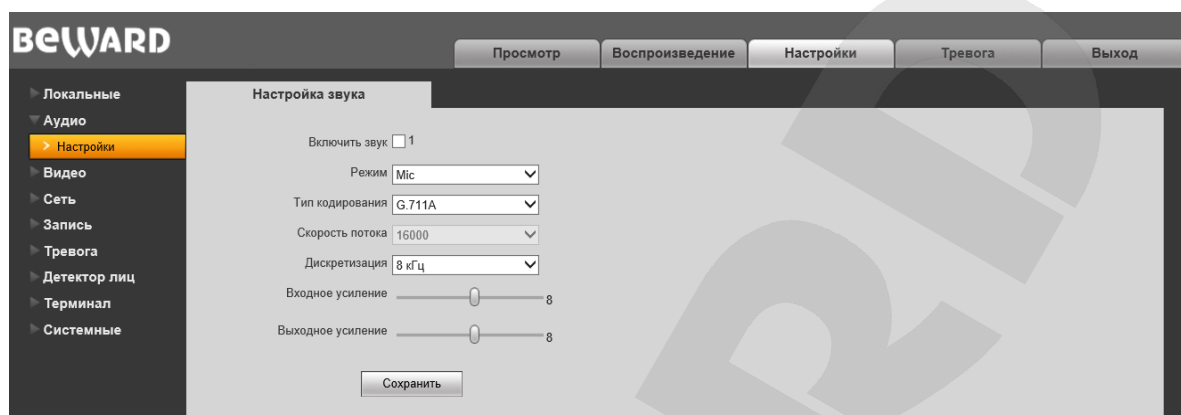 BEWARD
Просмотр Воспроизведение Настройки Тревога Выход
Локальные
Аудио
Настройки
Видео
Сеть
Запись
Тревога
Детектор лиц
Терминал
Системные
Настройка звука
Включить звук 1
Режим Mic
Тип кодирования G.711A
Скорость потока 16000
Дискретизация 8 кГц
Входное усиление 8
Выходное усиление 8
Сохранить